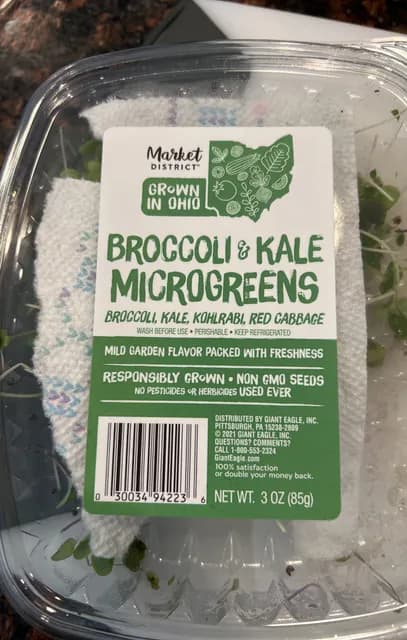 Market
DISTRICT™
GROWN
IN OHIO
BROCCOLI & KALE
MICROGREENS
BROCCOLI, KALE, KOHLRABI, RED CABBAGE
WASH BEFORE USE • PERISHABLE • KEEP REFRIGERATED
MILD GARDEN FLAVOR PACKED WITH FRESHNESS
RESPONSIBLY GROWN • NON GMO SEEDS
NO PESTICIDES OR HERBICIDES USED EVER
DISTRIBUTED BY GIANT EAGLE, INC.
PITTSBURGH, PA 15238-2809
© 2021 GIANT EAGLE, INC.
QUESTIONS? COMMENTS?
CALL 1-800-553-2324
GiantEagle.com
100% satisfaction
or double your money back.
0 30034 94223 6
NET WT. 3 OZ (85g)